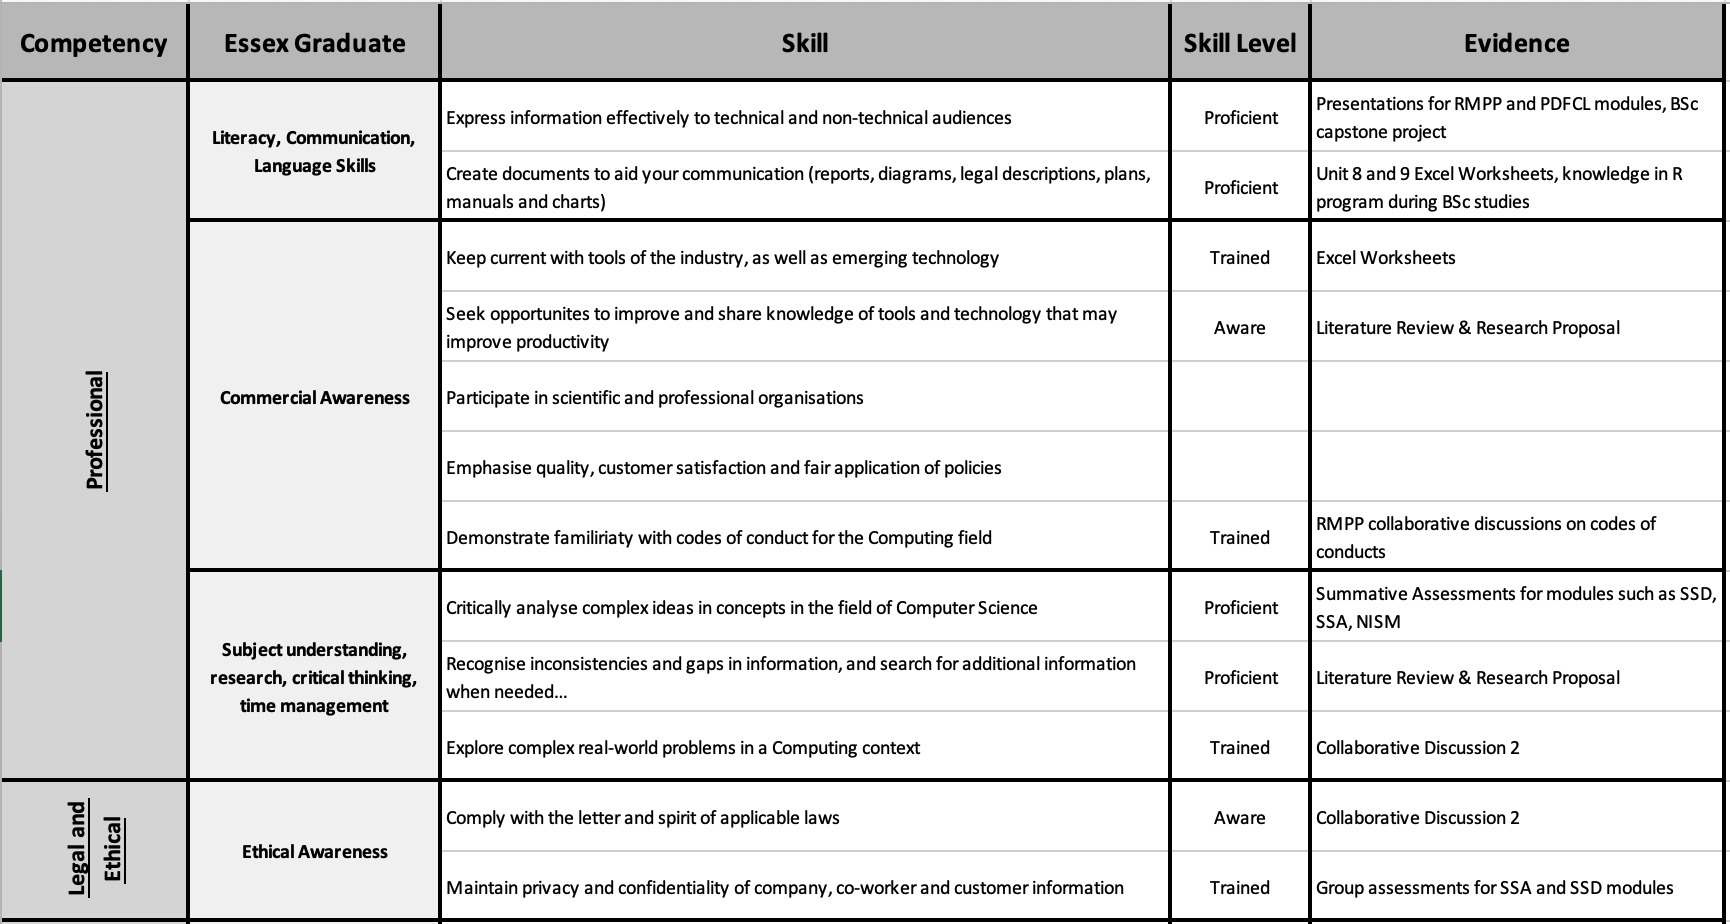 Competency Essex Graduate Skill Skill Level Evidence
Professional
Literacy, Communication,
Language Skills
Express information effectively to technical and non-technical audiences
Proficient
Presentations for RMPP and PDFCL modules, BSc
capstone project
Create documents to aid your communication (reports, diagrams, legal descriptions, plans,
manuals and charts)
Proficient
Unit 8 and 9 Excel Worksheets, knowledge in R
program during BSc studies
Commercial Awareness
Keep current with tools of the industry, as well as emerging technology
Trained
Excel Worksheets
Seek opportunites to improve and share knowledge of tools and technology that may
improve productivity
Aware
Literature Review & Research Proposal
Participate in scientific and professional organisations
Emphasise quality, customer satisfaction and fair application of policies
Demonstrate familiriaty with codes of conduct for the Computing field
Trained
RMPP collaborative discussions on codes of
conducts
Subject understanding,
research, critical thinking,
time management
Critically analyse complex ideas in concepts in the field of Computer Science
Proficient
Summative Assessments for modules such as SSD,
SSA, NISM
Recognise inconsistencies and gaps in information, and search for additional information
when needed...
Proficient
Literature Review & Research Proposal
Explore complex real-world problems in a Computing context
Trained
Collaborative Discussion 2
Legal and
Ethical
Ethical Awareness
Comply with the letter and spirit of applicable laws
Aware
Collaborative Discussion 2
Maintain privacy and confidentiality of company, co-worker and customer information
Trained
Group assessments for SSA and SSD modules